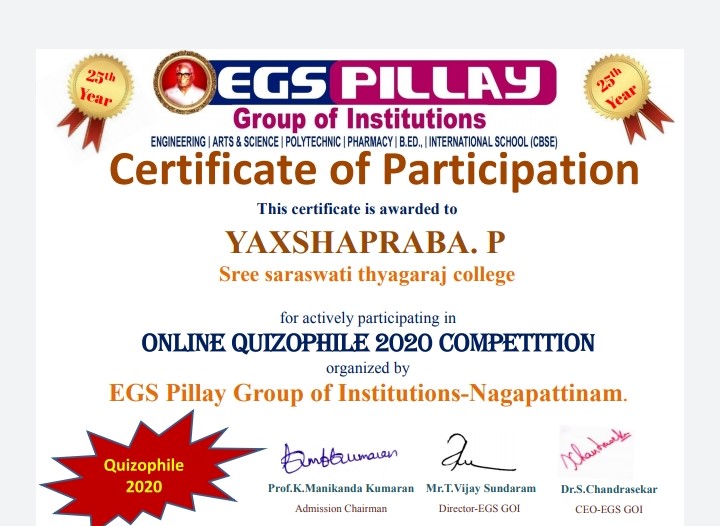 25th
Year
EGS PILLAY
25th
Year
Group of Institutions
ENGINEERING | ARTS & SCIENCE | POLYTECHNIC | PHARMACY | B.ED., | INTERNATIONAL SCHOOL (CBSE)
Certificate of Participation
This certificate is awarded to
YAXSHAPRABA. P
Sree saraswati thyagaraj college
for actively participating in
ONLINE QUIZOPHILE 2020 COMPETITION
organized by
EGS Pillay Group of Institutions-Nagapattinam.
Quizophile
2020
Prof.K.Manikanda Kumaran Mr.T.Vijay Sundaram Dr.S.Chandrasekar
Admission Chairman Director-EGS GOI CEO-EGS GOI